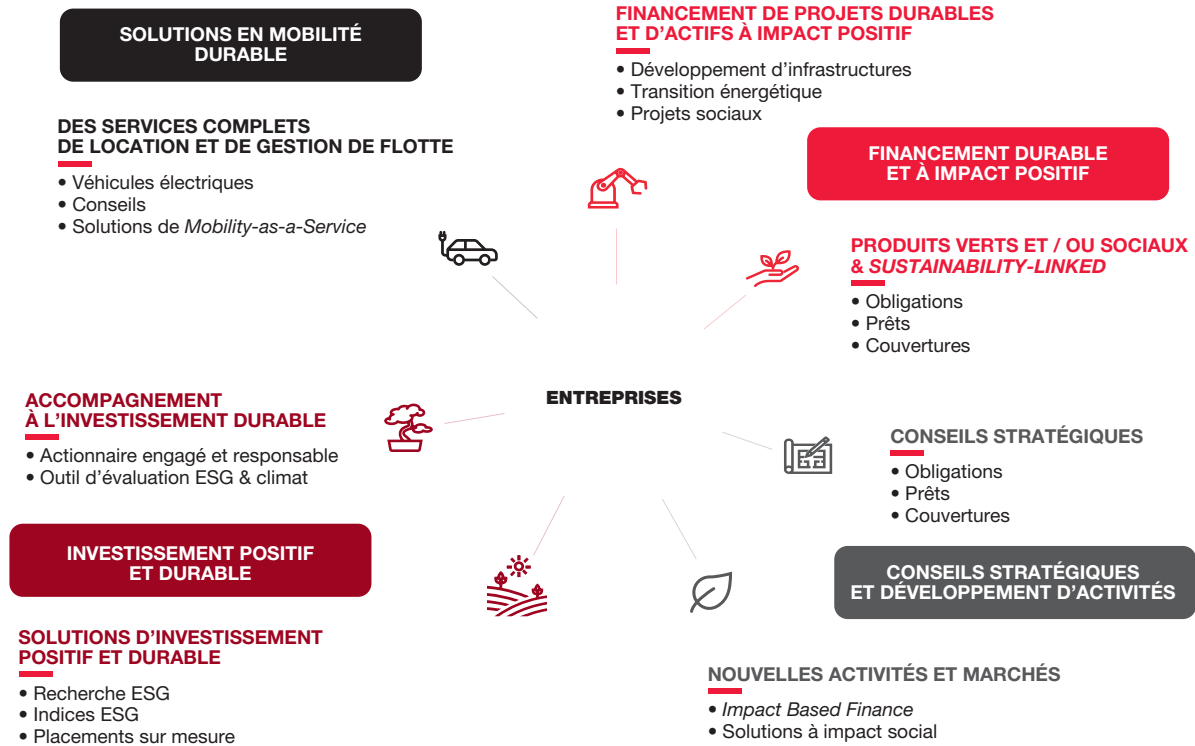 SOLUTIONS EN MOBILITÉ
DURABLE
DES SERVICES COMPLETS
DE LOCATION ET DE GESTION DE FLOTTE
• Véhicules électriques
• Conseils
• Solutions de Mobility-as-a-Service
FINANCEMENT DE PROJETS DURABLES
ET D’ACTIFS À IMPACT POSITIF
• Développement d’infrastructures
• Transition énergétique
• Projets sociaux
FINANCEMENT DURABLE
ET À IMPACT POSITIF
PRODUITS VERTS ET / OU SOCIAUX
& SUSTAINABILITY-LINKED
• Obligations
• Prêts
• Couvertures
ENTREPRISES
ACCOMPAGNEMENT
À L’INVESTISSEMENT DURABLE
• Actionnaire engagé et responsable
• Outil d’évaluation ESG & climat
CONSEILS STRATÉGIQUES
• Obligations
• Prêts
• Couvertures
INVESTISSEMENT POSITIF
ET DURABLE
CONSEILS STRATÉGIQUES
ET DÉVELOPPEMENT D’ACTIVITÉS
SOLUTIONS D’INVESTISSEMENT
POSITIF ET DURABLE
• Recherche ESG
• Indices ESG
• Placements sur mesure
NOUVELLES ACTIVITÉS ET MARCHÉS
• Impact Based Finance
• Solutions à impact social